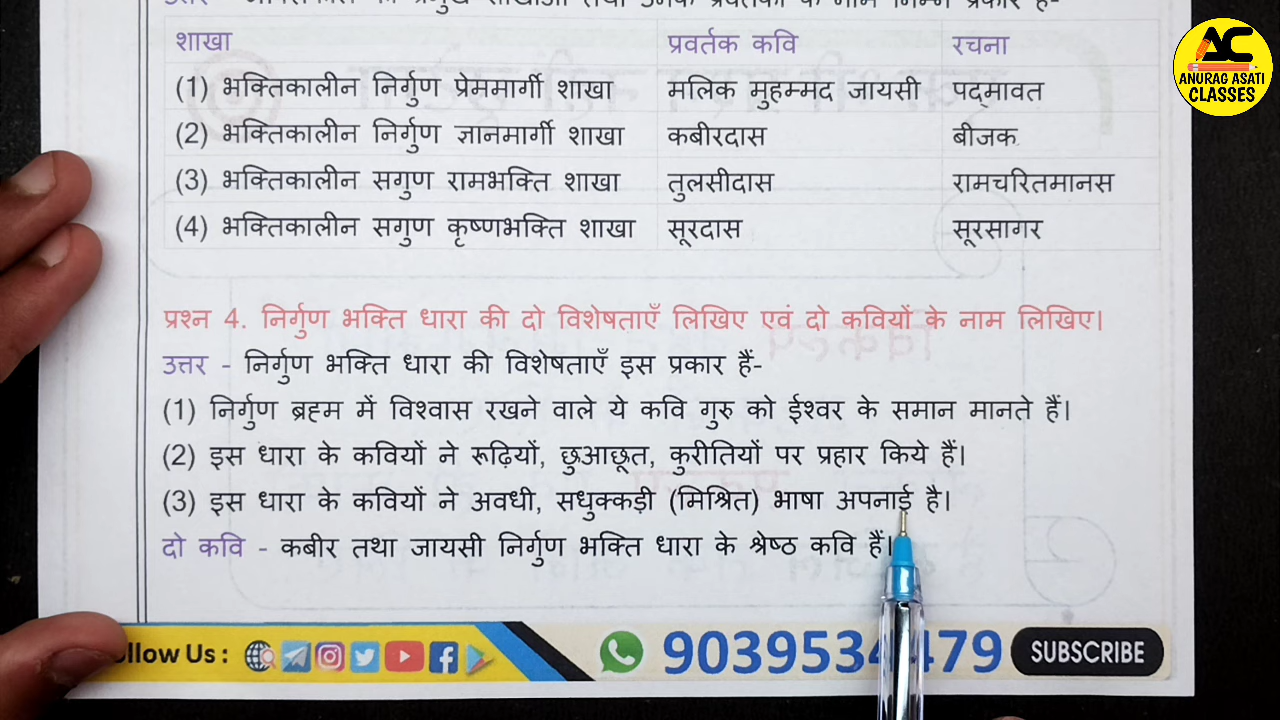 शाखा प्रवर्तक कवि रचना
(1) भक्तिकालीन निर्गुण प्रेममार्गी शाखा मलिक मुहम्मद जायसी पद्मावत
(2) भक्तिकालीन निर्गुण ज्ञानमार्गी शाखा कबीरदास बीजक
(3) भक्तिकालीन सगुण रामभक्ति शाखा तुलसीदास रामचरितमानस
(4) भक्तिकालीन सगुण कृष्णभक्ति शाखा सूरदास सूरसागर
प्रश्न 4. निर्गुण भक्ति धारा की दो विशेषताएँ लिखिए एवं दो कवियों के नाम लिखिए।
उत्तर - निर्गुण भक्ति धारा की विशेषताएँ इस प्रकार हैं-
(1) निर्गुण ब्रह्म में विश्वास रखने वाले ये कवि गुरु को ईश्वर के समान मानते हैं।
(2) इस धारा के कवियों ने रूढ़ियों, छुआछूत, कुरीतियों पर प्रहार किये हैं।
(3) इस धारा के कवियों ने अवधी, सधुक्कड़ी (मिश्रित) भाषा अपनाई है।
दो कवि - कबीर तथा जायसी निर्गुण भक्ति धारा के श्रेष्ठ कवि हैं।
Us :
SUBSCRIBE
AC
ANURAG ASATI
CLASSES